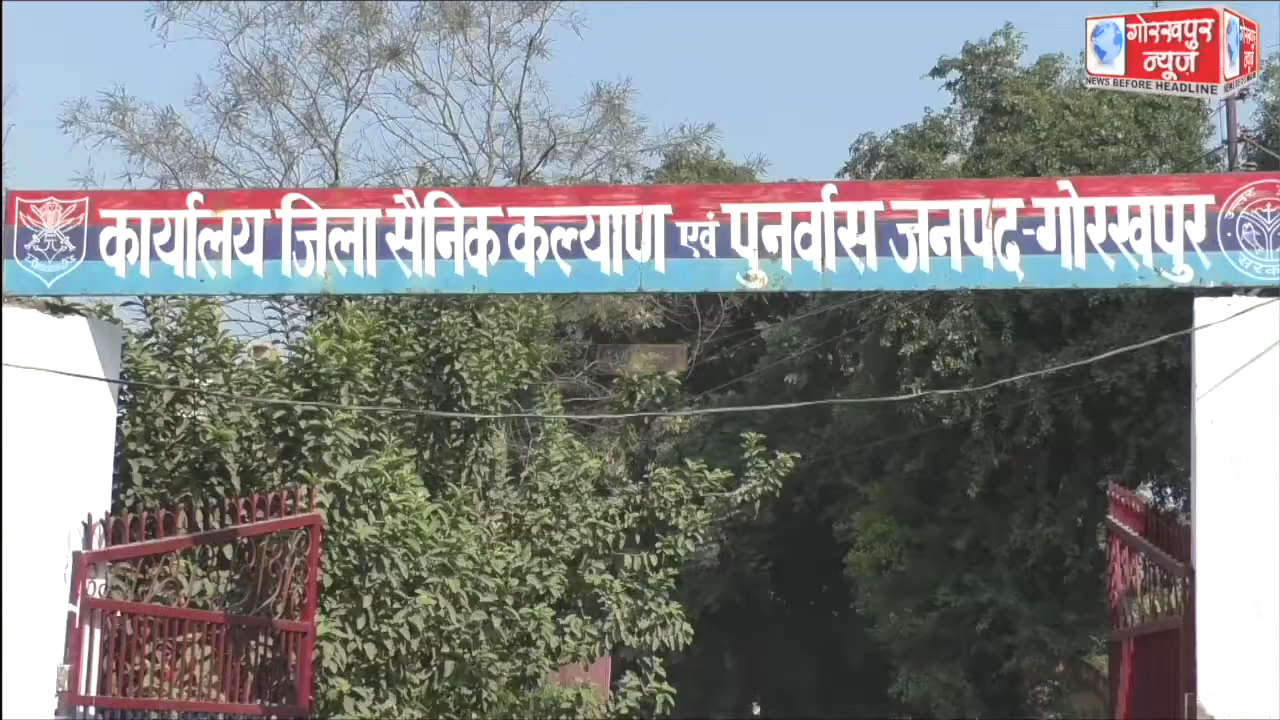 गोरखपुर
न्यूज़
NEWS BEFORE HEADLINE
कार्यालय जिला सैनिक कल्याण एवं पुनर्वास जनपद-गोरखपुर